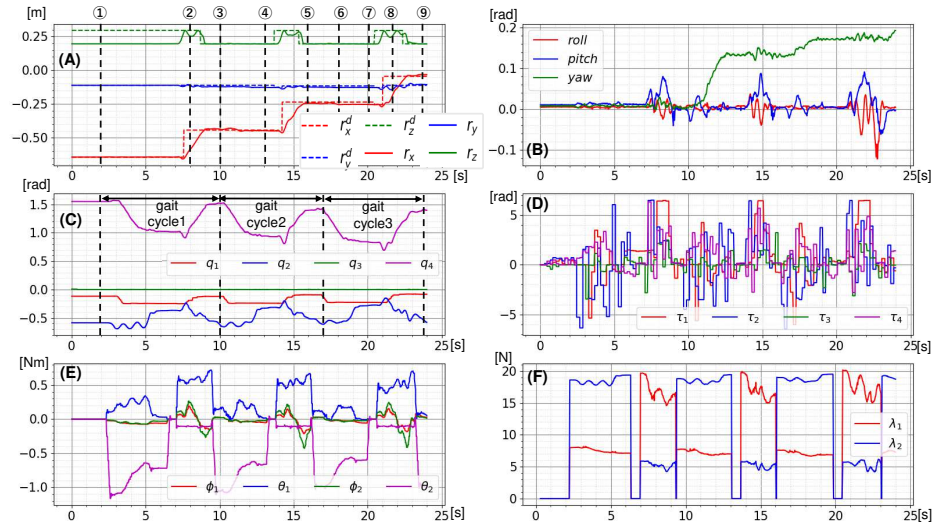 [m] ① ② ③ ④ ⑤ ⑥ ⑦ ⑧ ⑨
0.25
0.00
−0.25
−0.50
(A)
r_x^d r_z^d r_y
r_y^d r_x r_z
0 5 10 15 20 [s]
[rad]
0.2
0.1
0.0
−0.1
roll
pitch
yaw
(B)
0 5 10 15 20 25 [s]
[rad]
1.5
1.0
0.5
0.0
−0.5
(C)
gait cycle1
gait cycle2
gait cycle3
q_1 q_2 q_3 q_4
0 5 10 15 20 25 [s]
[rad]
5
0
−5
(D)
τ_1 τ_2 τ_3 τ_4
0 5 10 15 20 25 [s]
[Nm]
0.5
0.0
−0.5
−1.0
(E)
ϕ_1 θ_1 ϕ_2 θ_2
0 5 10 15 20 25 [s]
[N]
20
15
10
5
0
(F)
λ_1
λ_2
0 5 10 15 20 25 [s]